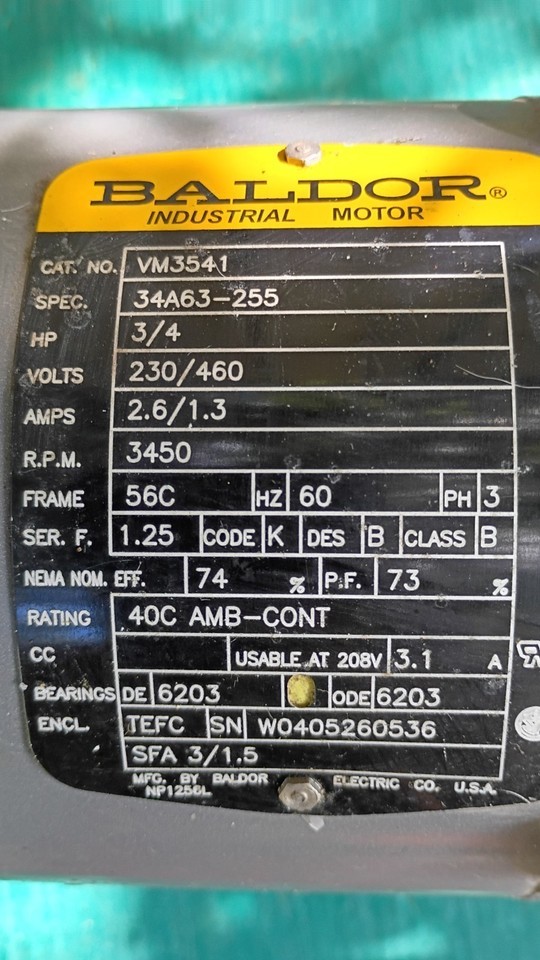 BALDOR®
INDUSTRIAL MOTOR
CAT. NO. VM3541
SPEC. 34A63-255
HP 3/4
VOLTS 230/460
AMPS 2.6/1.3
R.P.M. 3450
FRAME 56C HZ 60 PH 3
SER. F. 1.25 CODE K DES B CLASS B
NEMA NOM. EFF. 74 % P.F. 73 %
RATING 40C AMB-CONT
CC USABLE AT 208V 3.1 A
BEARINGS DE 6203 ODE 6203
ENCL. TEFC SN W0405260536
SFA 3/1.5
MFG. BY BALDOR ELECTRIC CO. U.S.A.
NP1256L